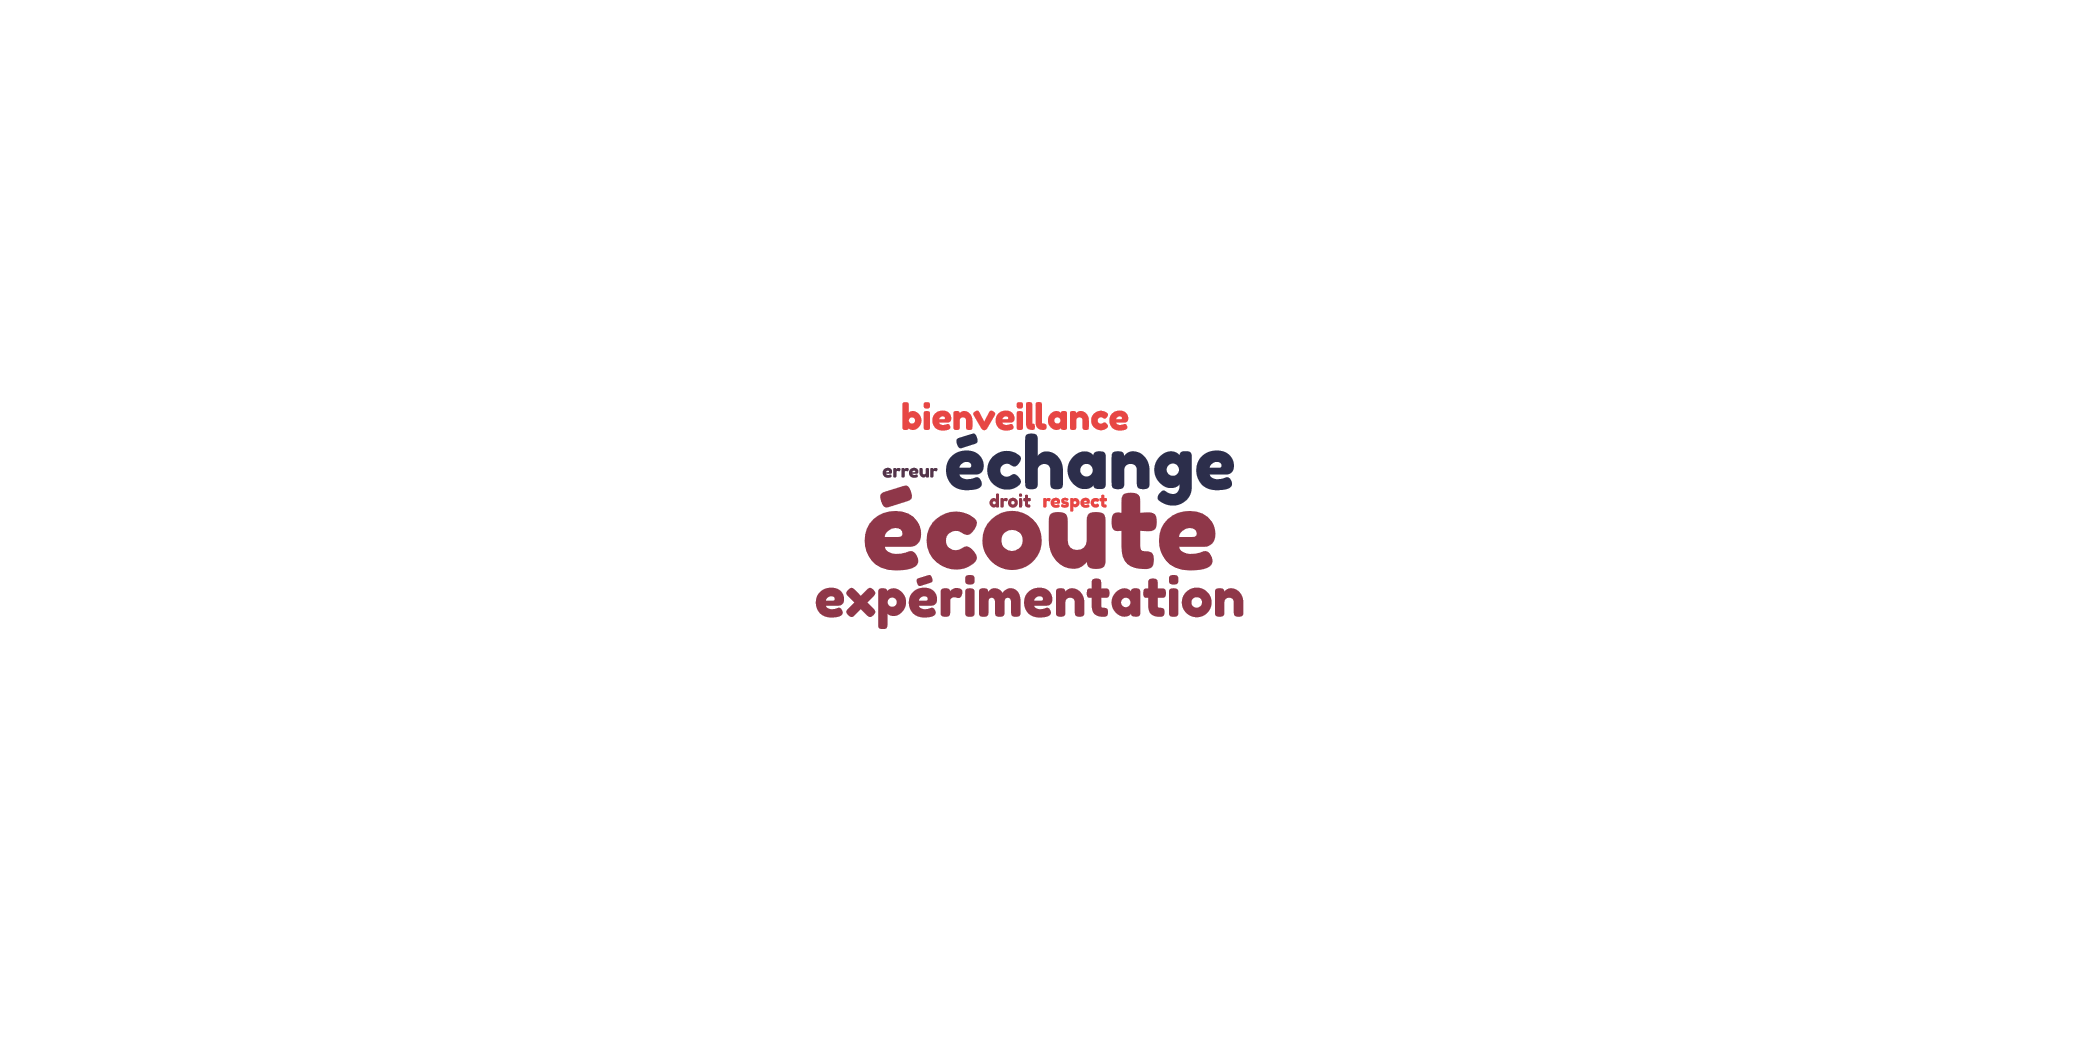 bienveillance
erreur échange
droit respect
écoute
expérimentation